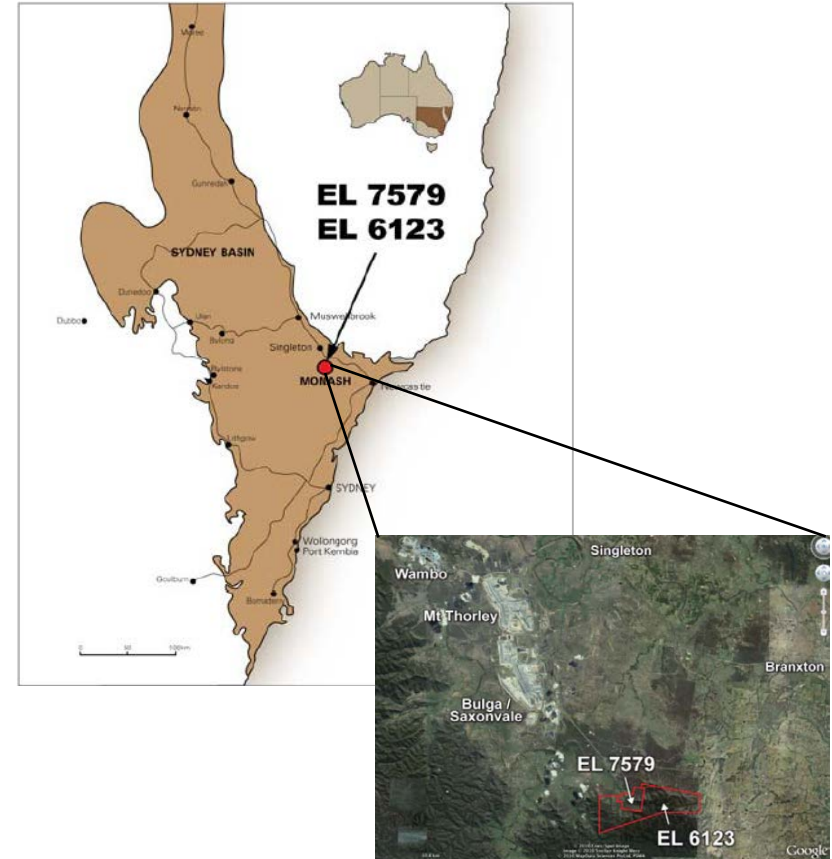 Moree
Narrabri
Gunnedah
EL 7579
EL 6123
SYDNEY BASIN
Dunedoo
Dubbo
Ulan
Bylong
Muswellbrook
Singleton
Rylstone
Kandos
MONASH
Newcastle
Lithgow
SYDNEY
Wollongong
Port Kembla
Goulburn
Bomaderry
0 50 100km
Singleton
Wambo
Mt Thorley
Branxton
Bulga /
Saxonvale
EL 7579
EL 6123
Google